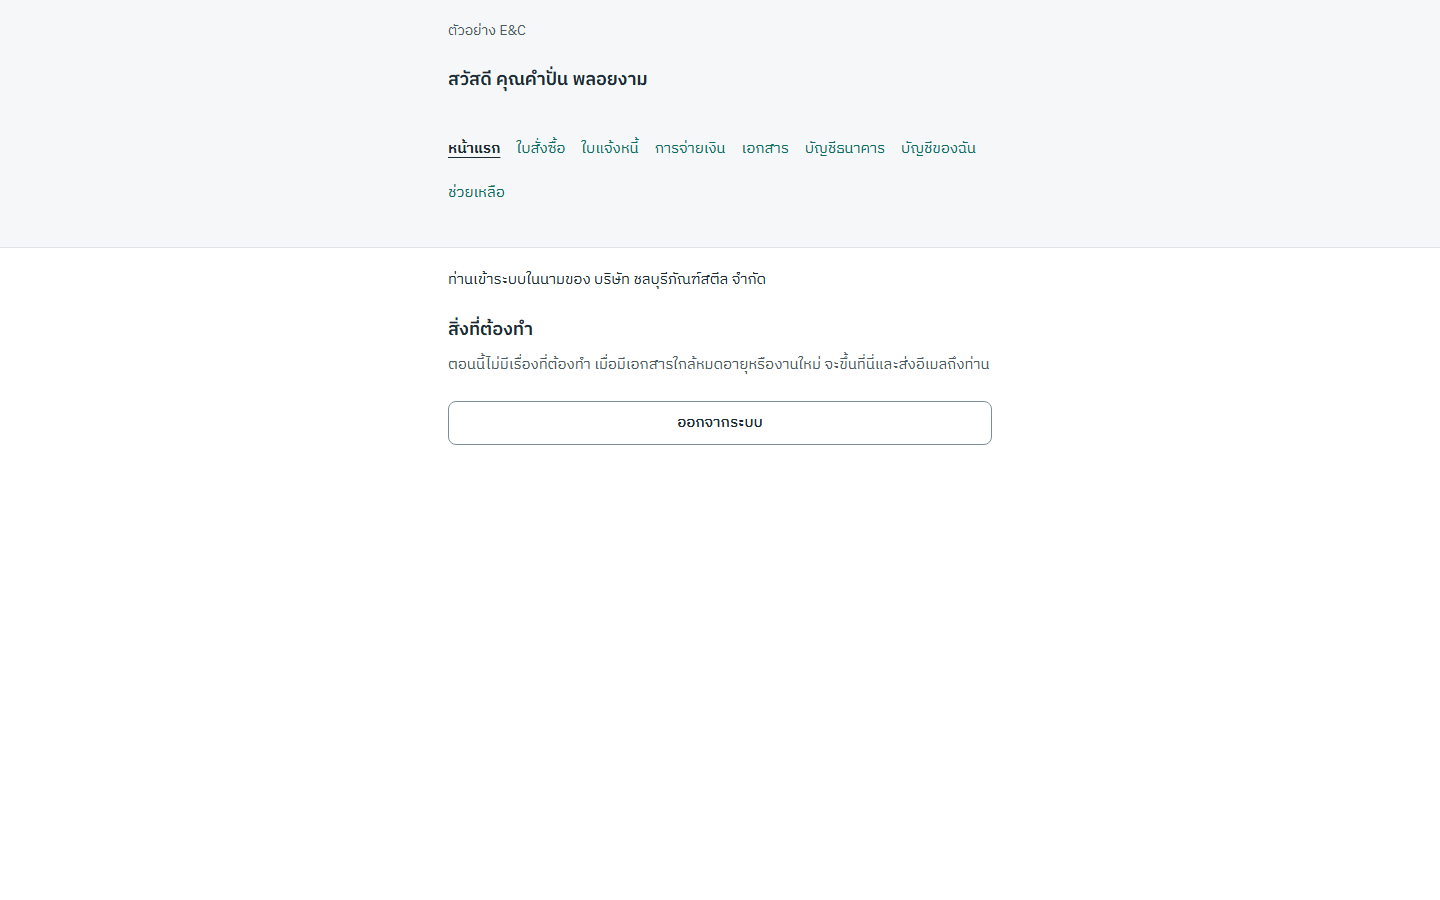 ตัวอย่าง E&C
สวัสดี คุณคำปั่น พลอยงาม
หน้าแรก ใบสั่งซื้อ ใบแจ้งหนี้ การจ่ายเงิน เอกสาร บัญชีธนาคาร บัญชีของฉัน
ช่วยเหลือ
ท่านเข้าระบบในนามของ บริษัท ชลบุรีภัณฑ์สตีล จำกัด
สิ่งที่ต้องทำ
ตอนนี้ไม่มีเรื่องที่ต้องทำ เมื่อมีเอกสารใกล้หมดอายุหรืองานใหม่ จะขึ้นที่นี่และส่งอีเมลถึงท่าน
ออกจากระบบ